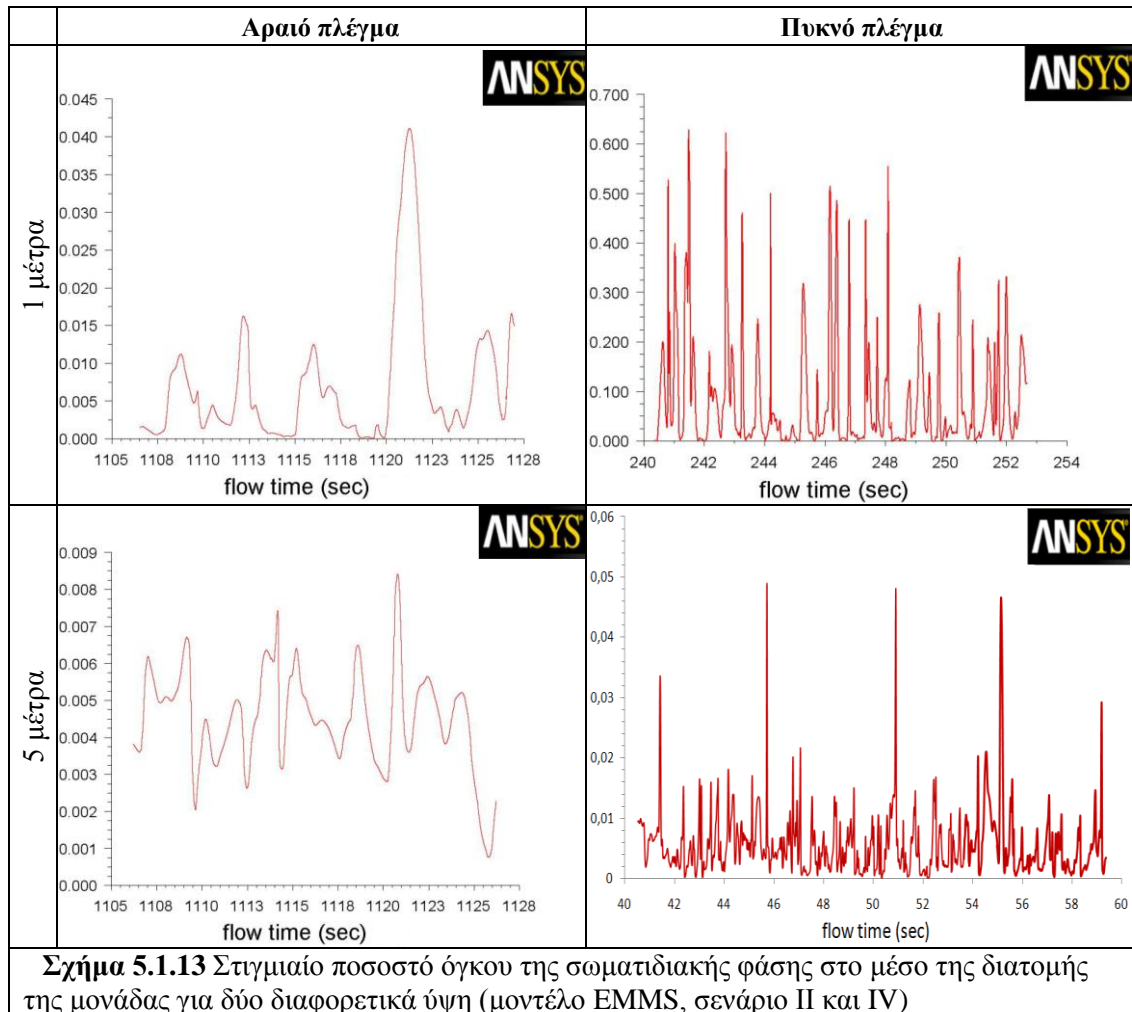 Αραιό πλέγμα
Πυκνό πλέγμα
1 μέτρα
ANSYS
0.045
0.040
0.035
0.030
0.025
0.020
0.015
0.010
0.005
0.000
1105 1108 1110 1113 1115 1118 1120 1123 1125 1128
flow time (sec)
ANSYS
0.700
0.600
0.500
0.400
0.300
0.200
0.100
0.000
240 242 244 246 248 250 252 254
flow time (sec)
5 μέτρα
ANSYS
0.009
0.008
0.007
0.006
0.005
0.004
0.003
0.002
0.001
0.000
1105 1108 1110 1113 1115 1118 1120 1123 1125 1128
flow time (sec)
ANSYS
0,06
0,05
0,04
0,03
0,02
0,01
0
40 42 44 46 48 50 52 54 56 58 60
flow time (sec)
Σχήμα 5.1.13 Στιγμιαίο ποσοστό όγκου της σωματιδιακής φάσης στο μέσο της διατομής
της μονάδας για δύο διαφορετικά ύψη (μοντέλο EMMS, σενάριο II και IV)